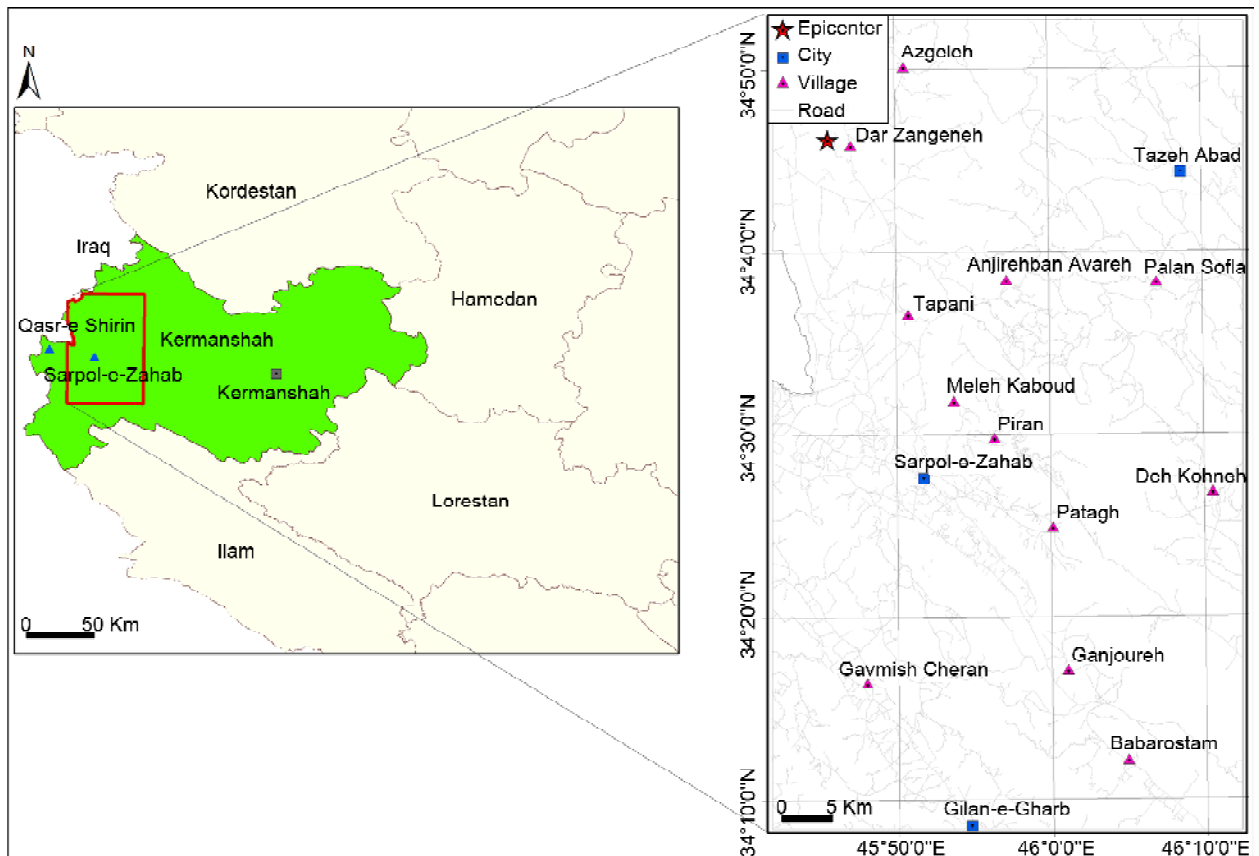 N
Kordestan
Iraq
Hamedan
Qasr-e Shirin
Kermanshah
Sarpol-e-Zahab
Kermanshah
Lorestan
Ilam
0 50 Km
Epicenter
City
Village
Road
Azgeleh
Dar Zangeneh
Tazeh Abad
Anjirehban Avareh
Palan Sofla
Tapani
Meleh Kaboud
Piran
Sarpol-e-Zahab
Deh Kohneh
Patagh
Ganjoureh
Gavmish Cheran
Babarostam
Gilan-e-Gharb
0 5 Km
34°50'0"N
34°40'0"N
34°30'0"N
34°20'0"N
34°10'0"N
45°50'0"E
46°0'0"E
46°10'0"E